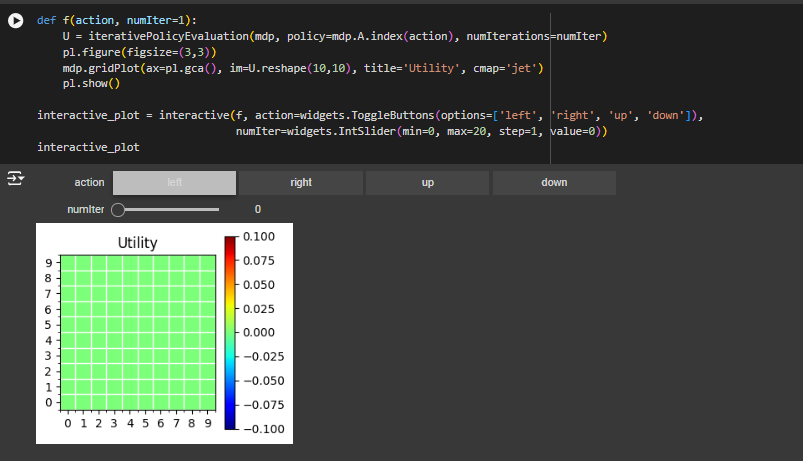 def f(action, numIter=1):
    U = iterativePolicyEvaluation(mdp, policy=mdp.A.index(action), numIterations=numIter)
    pl.figure(figsize=(3,3))
    mdp.gridPlot(ax=pl.gca(), im=U.reshape(10,10), title='Utility', cmap='jet')
    pl.show()
interactive_plot = interactive(f, action=widgets.ToggleButtons(options=['left', 'right', 'up', 'down']),
                               numIter=widgets.IntSlider(min=0, max=20, step=1, value=0))
interactive_plot
action left right up down
numIter 0
Utility
9
8
7
6
5
4
3
2
1
0
0 1 2 3 4 5 6 7 8 9
0.100
0.075
0.050
0.025
0.000
−0.025
−0.050
−0.075
−0.100